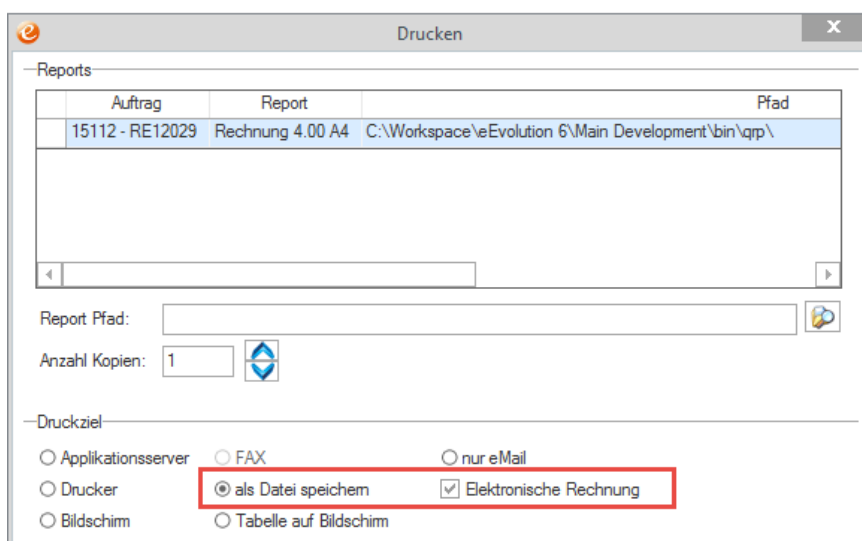 Drucken
Reports
Auftrag Report Pfad
15112 - RE12029 Rechnung 4.00 A4 C:\Workspace\eEvolution 6\Main Development\bin\qrp\
Report Pfad:
Anzahl Kopien: 1
Druckziel
Applikationsserver FAX nur eMail
Drucker als Datei speichern Elektronische Rechnung
Bildschirm Tabelle auf Bildschirm